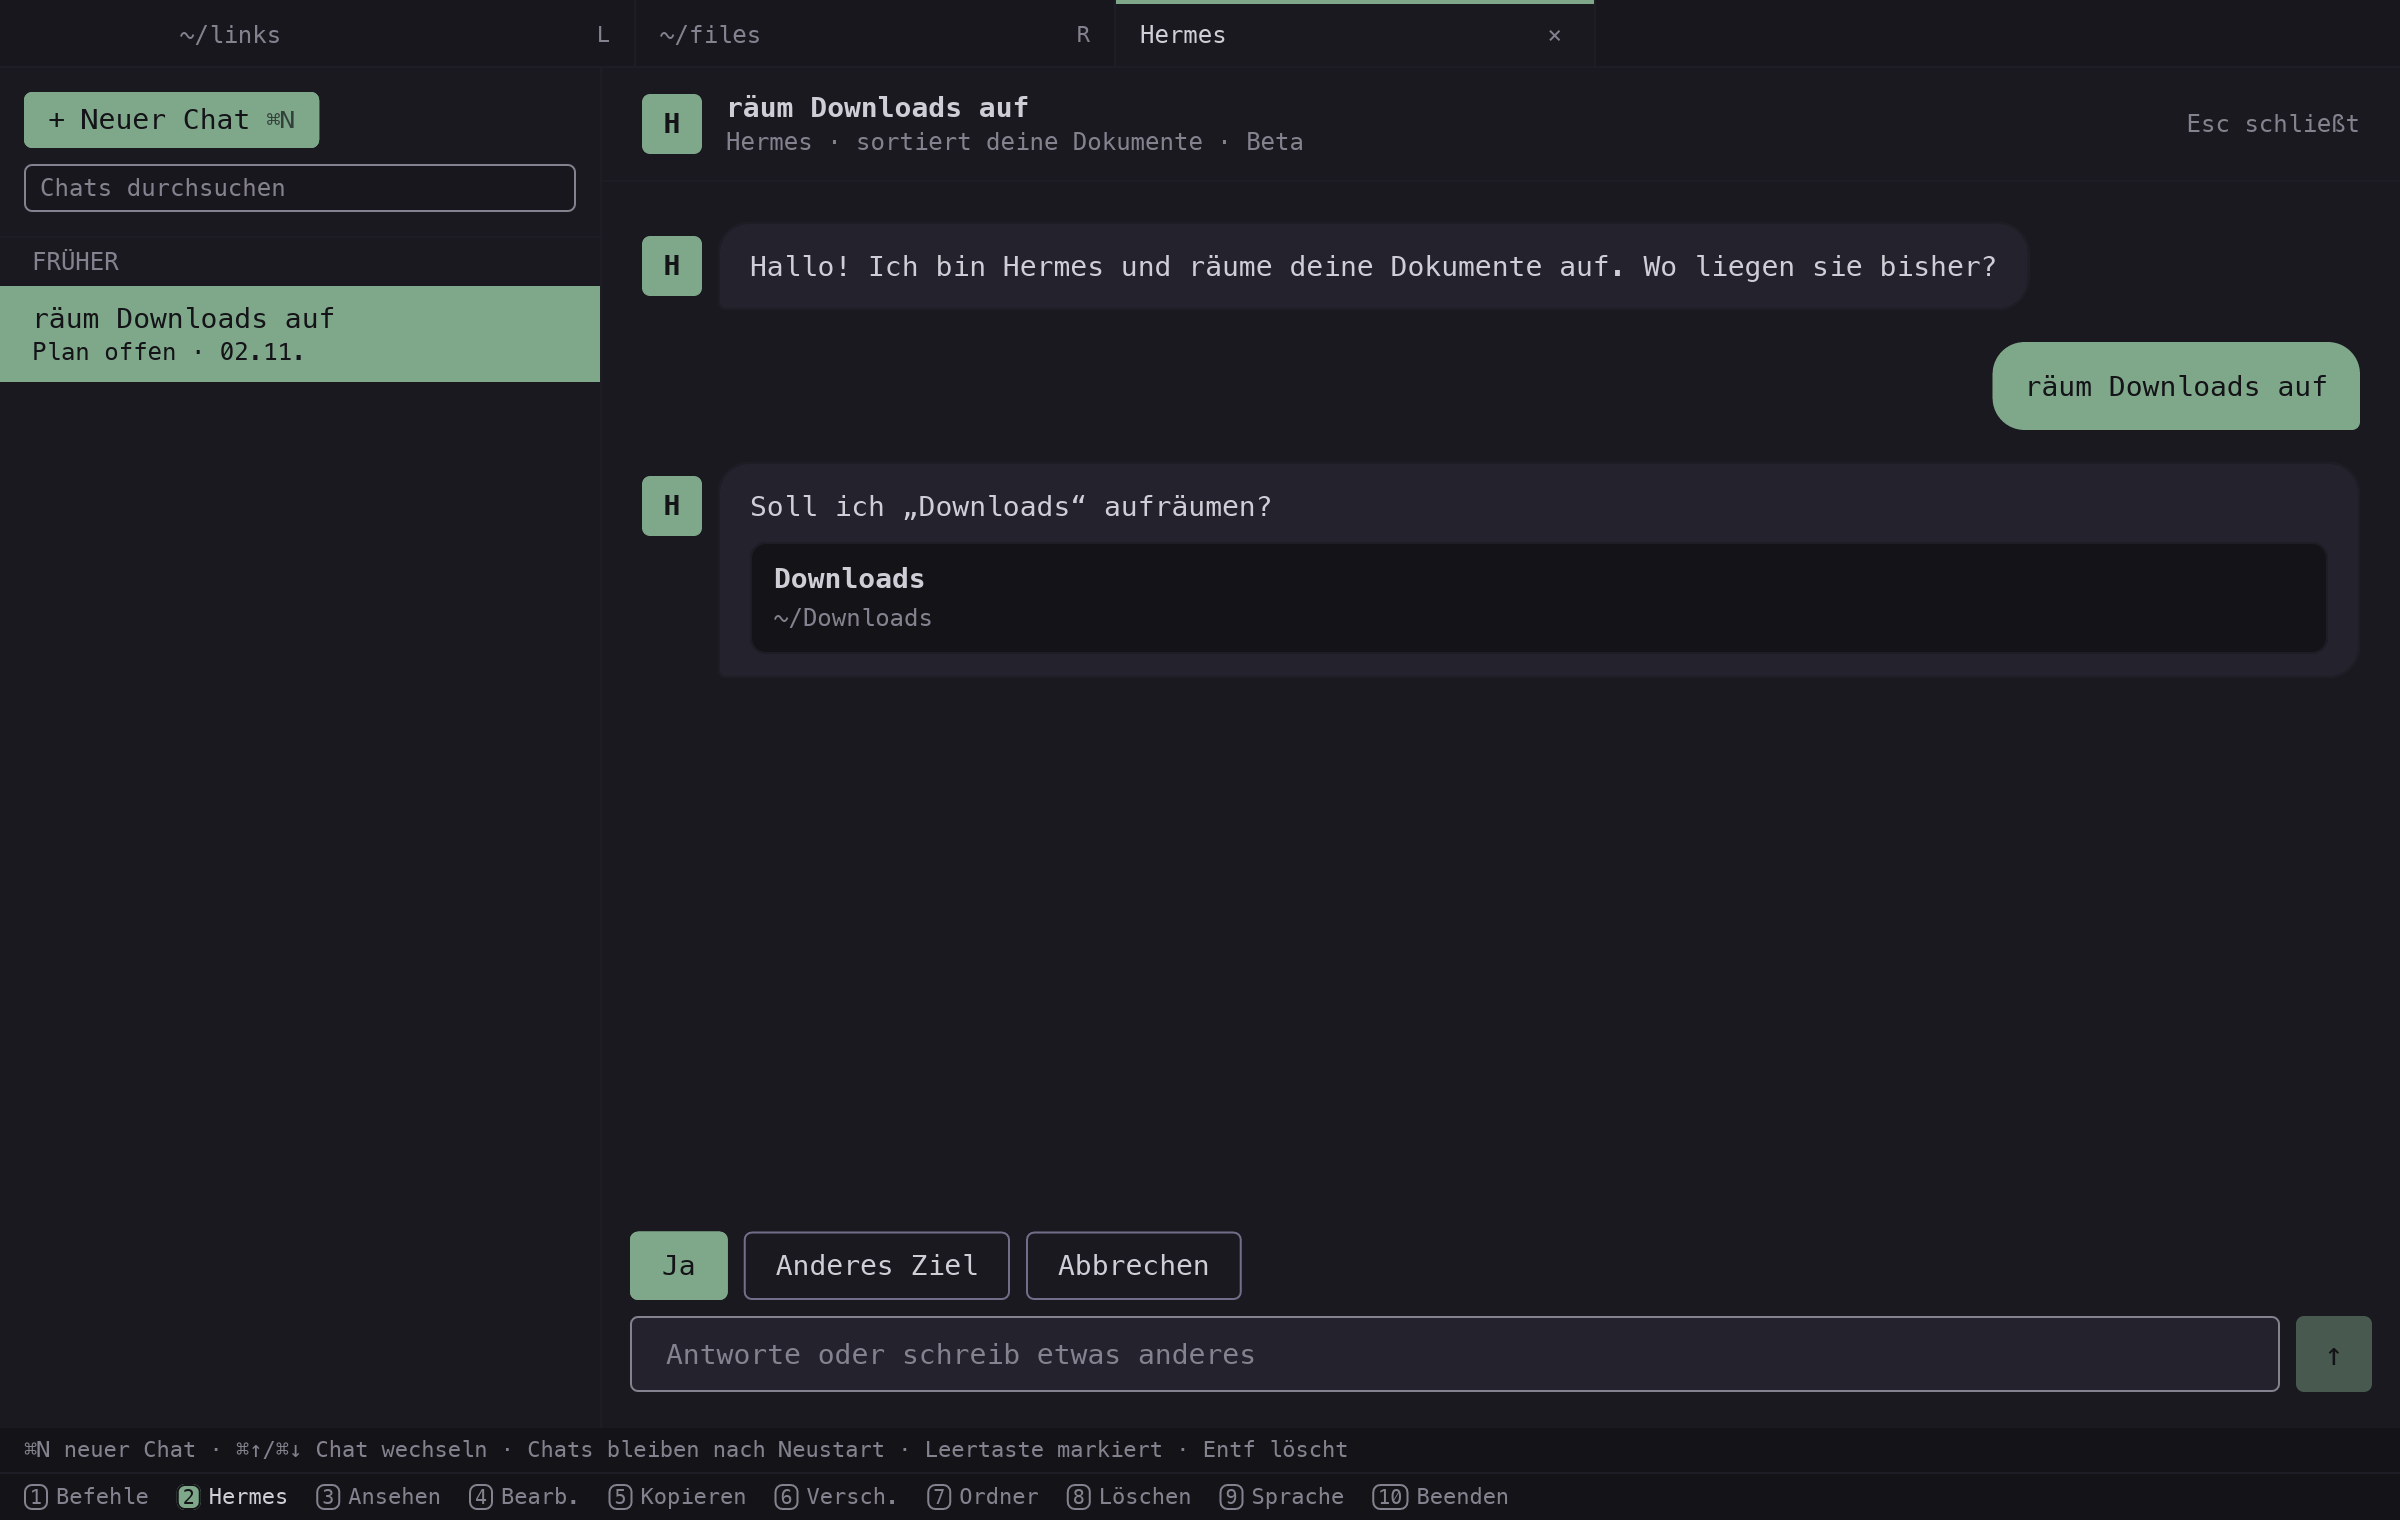 ~/links L ~/files R Hermes ×
+ Neuer Chat ⌘N
Chats durchsuchen
FRÜHER
räum Downloads auf
Plan offen · 02.11.
H
räum Downloads auf
Hermes · sortiert deine Dokumente · Beta
Esc schließt
H
Hallo! Ich bin Hermes und räume deine Dokumente auf. Wo liegen sie bisher?
räum Downloads auf
H
Soll ich „Downloads“ aufräumen?
Downloads
~/Downloads
Ja Anderes Ziel Abbrechen
Antworte oder schreib etwas anderes ↑
⌘N neuer Chat · ⌘↑/⌘↓ Chat wechseln · Chats bleiben nach Neustart · Leertaste markiert · Entf löscht
1 Befehle 2 Hermes 3 Ansehen 4 Bearb. 5 Kopieren 6 Versch. 7 Ordner 8 Löschen 9 Sprache 10 Beenden